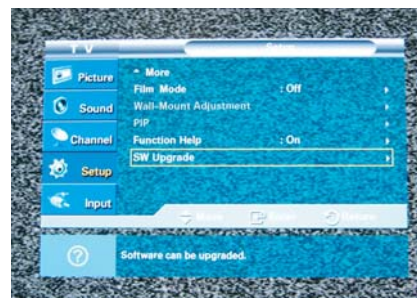 T V
Setup
Picture
Sound
Channel
Setup
Input
More
Film Mode : Off
Wall-Mount Adjustment
PIP
Function Help : On
SW Upgrade
Move Enter Return
Software can be upgraded.